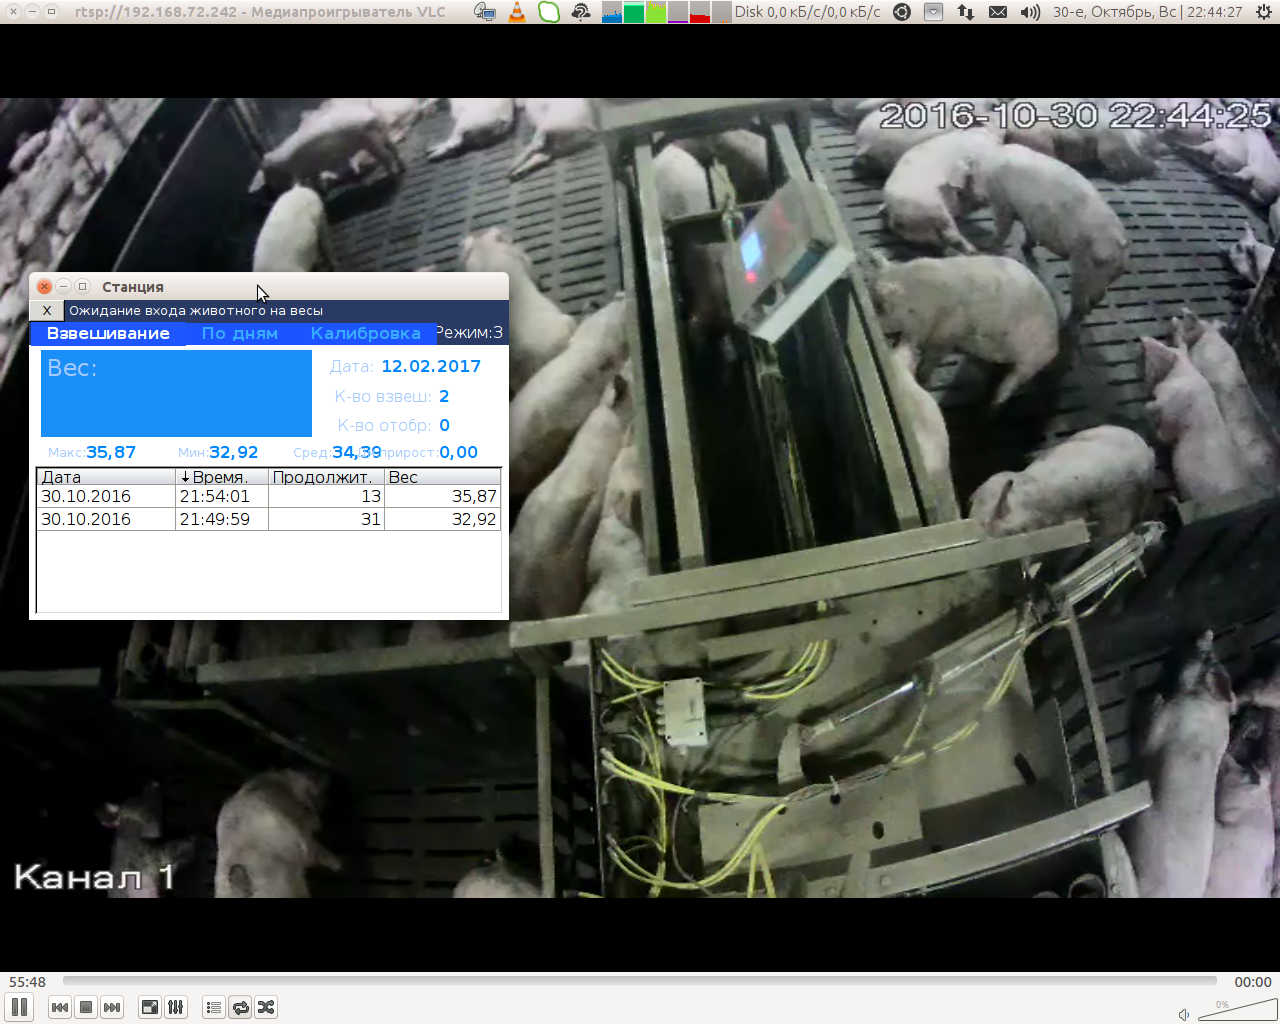 rtsp://192.168.72.242 - Медиапроигрыватель VLC
Disk 0,0 кБ/с/0,0 кБ/с
30-е, Октябрь, Вс | 22:44:27
2016-10-30 22:44:25
Станция
X Ожидание входа животного на весы
Взвешивание По дням Калибровка Режим:3
Вес:
Дата: 12.02.2017
К-во взвеш: 2
К-во отобр: 0
Макс:35,87 Мин:32,92 Сред:34,39 прирост:0,00
Дата Время. Продолжит. Вес
30.10.2016 21:54:01 13 35,87
30.10.2016 21:49:59 31 32,92
Канал 1
55:48 00:00
0%